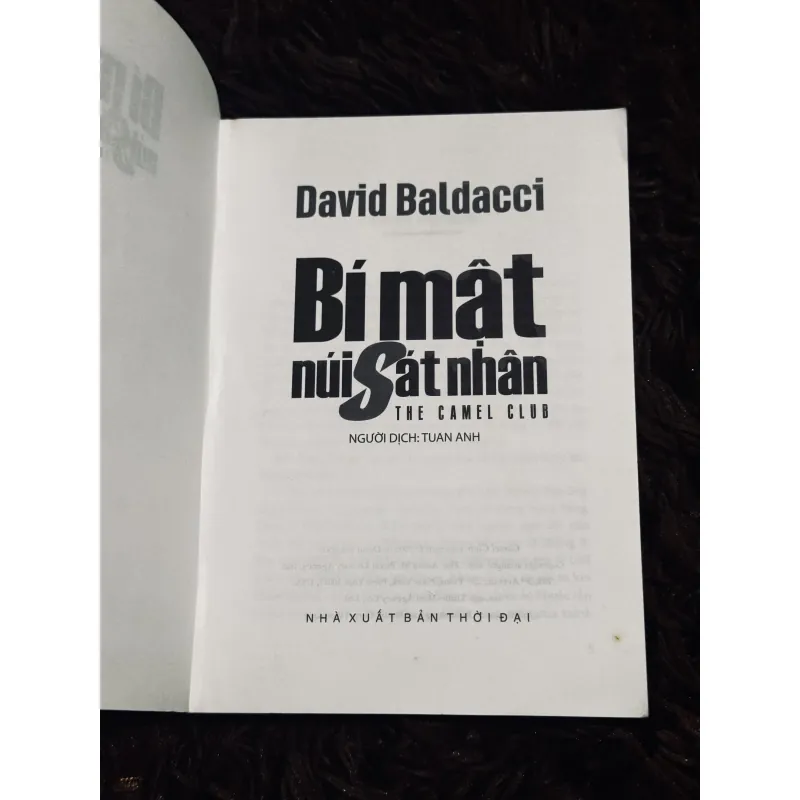 David Baldacci
Bí mật
núi Sát nhân
THE CAMEL CLUB
NGƯỜI DỊCH: TUAN ANH
NHÀ XUẤT BẢN THỜI ĐẠI